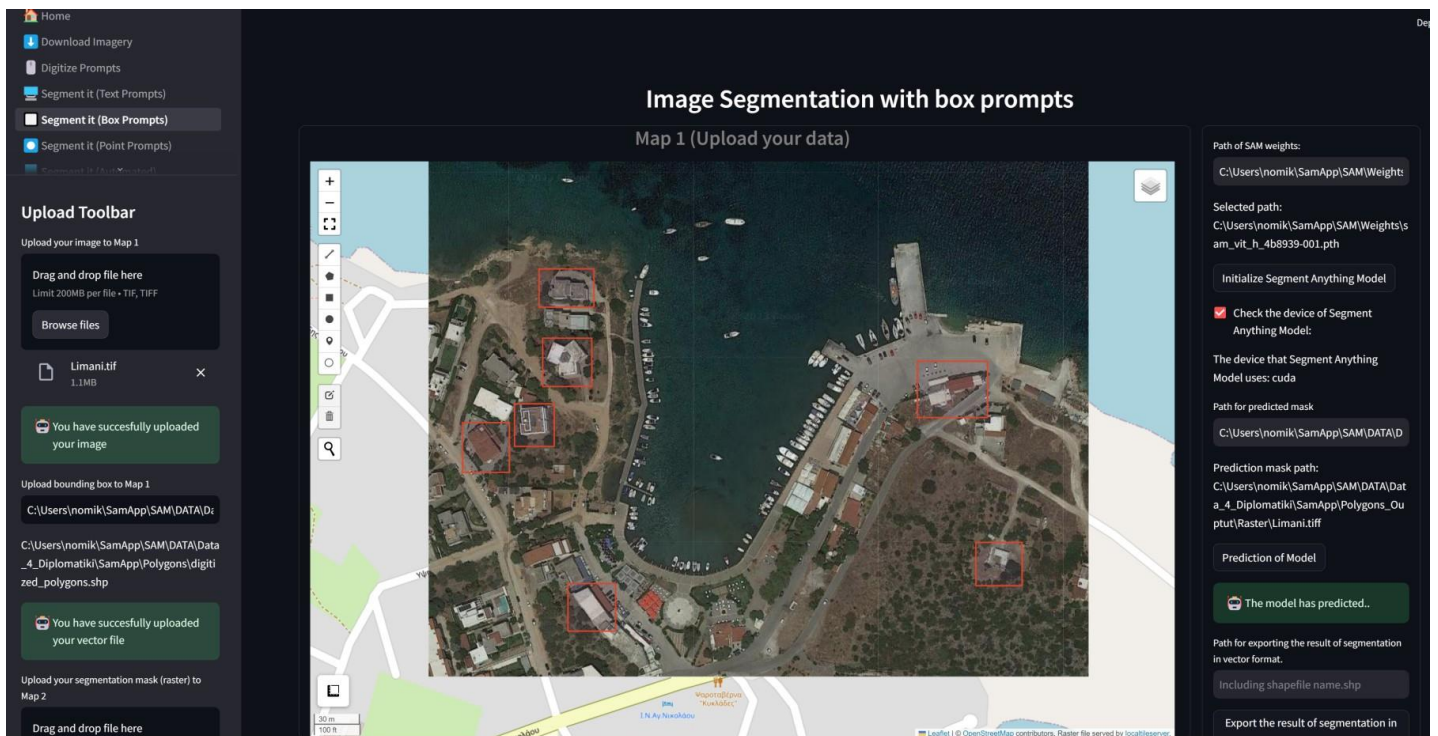 Home
Download Imagery
Digitize Prompts
Segment it (Text Prompts)
Segment it (Box Prompts)
Segment it (Point Prompts)
Upload Toolbar
Upload your image to Map 1
Drag and drop file here
Limit 200MB per file • TIF, TIFF
Browse files
Limani.tif
1.1MB
You have succesfully uploaded
your image
Upload bounding box to Map 1
C:\Users\nomik\SamApp\SAM\DATA\Da
C:\Users\nomik\SamApp\SAM\DATA\Data
_4_Diplomatiki\SamApp\Polygons\digiti
zed_polygons.shp
You have succesfully uploaded
your vector file
Upload your segmentation mask (raster) to
Map 2
Drag and drop file here
Dep
Image Segmentation with box prompts
Map 1 (Upload your data)
+
−
Ψαροταβέρνα
"Κυκλάδες"
Ι.Ν.Αγ.Νικολάου
30 m
100 ft
Leaflet | © OpenStreetMap contributors, Raster file served by localtileserver.
Path of SAM weights:
C:\Users\nomik\SamApp\SAM\Weights
Selected path:
C:\Users\nomik\SamApp\SAM\Weights\s
am_vit_h_4b8939-001.pth
Initialize Segment Anything Model
Check the device of Segment
Anything Model:
The device that Segment Anything
Model uses: cuda
Path for predicted mask
C:\Users\nomik\SamApp\SAM\DATA\D
Prediction mask path:
C:\Users\nomik\SamApp\SAM\DATA\Dat
a_4_Diplomatiki\SamApp\Polygons_Ou
ptut\Raster\Limani.tiff
Prediction of Model
The model has predicted..
Path for exporting the result of segmentation
in vector format.
Including shapefile name.shp
Export the result of segmentation in